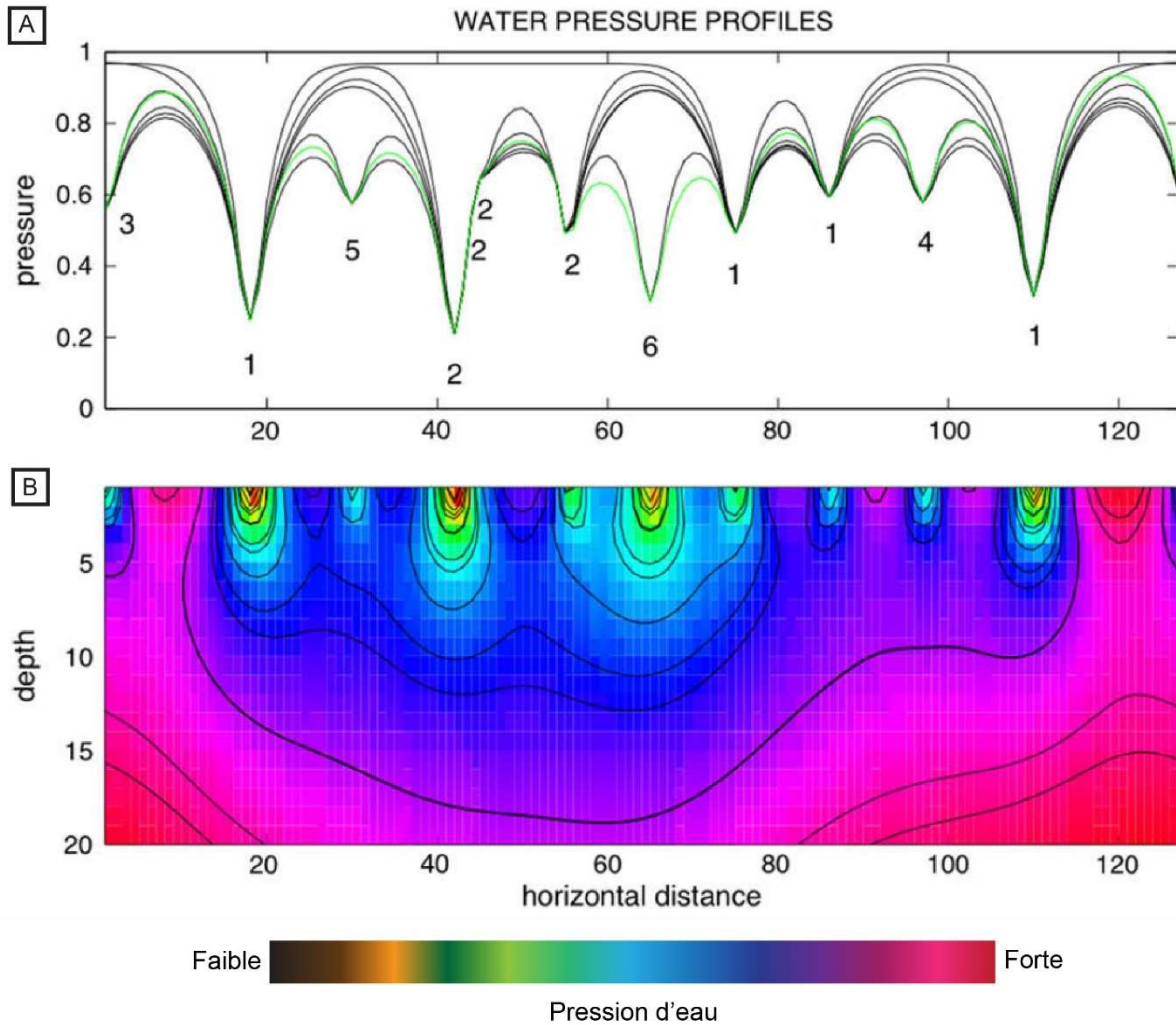 A
WATER PRESSURE PROFILES
1
0.8
0.6
0.4
0.2
0
pressure
3
1
5
2
2
2
2
6
1
1
4
1
20 40 60 80 100 120
B
5
10
15
20
depth
20 40 60 80 100 120
horizontal distance
Faible Forte
Pression d'eau